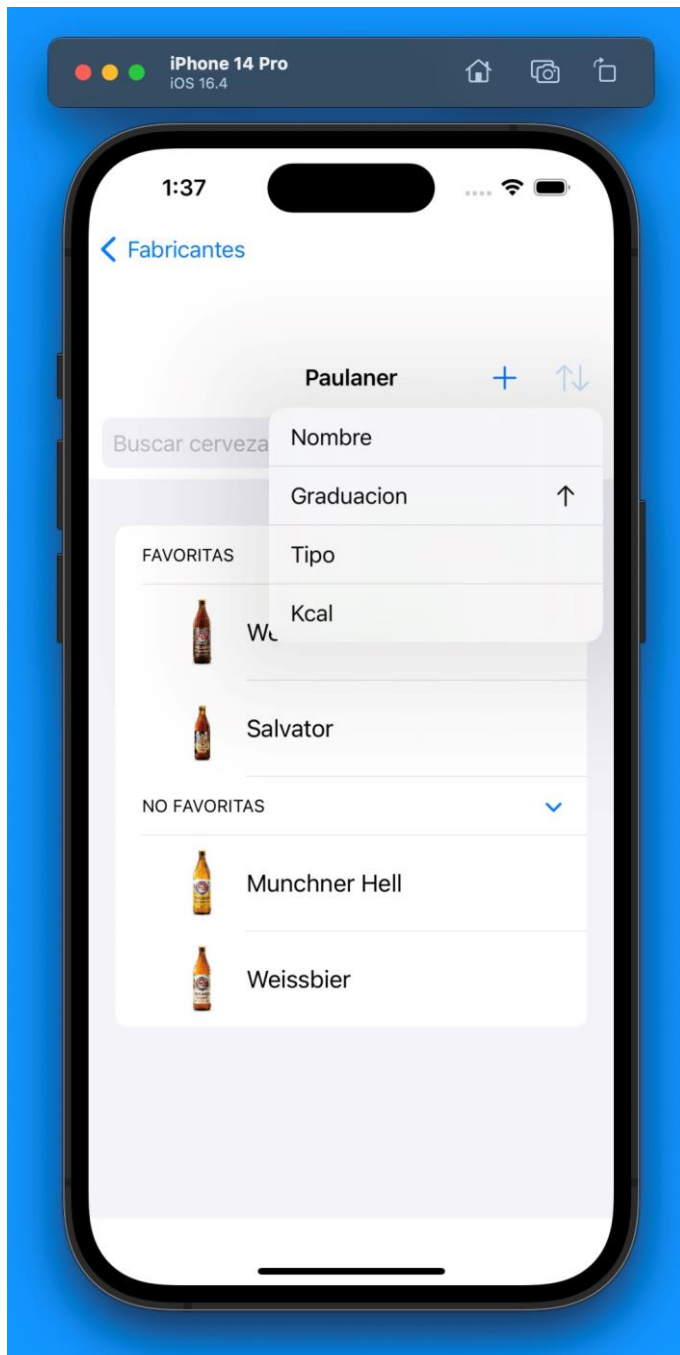 iPhone 14 Pro
iOS 16.4
1:37
Fabricantes
Paulaner
Buscar cerveza
Nombre
Graduacion
FAVORITAS
Tipo
Kcal
Salvator
NO FAVORITAS
Munchner Hell
Weissbier